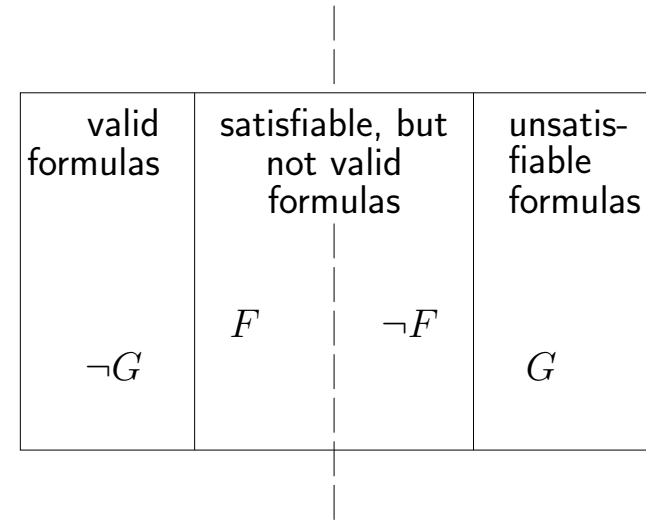 valid
formulas
satisfiable, but
not valid
formulas
unsatis-
fiable
formulas
F
¬F
¬G
G